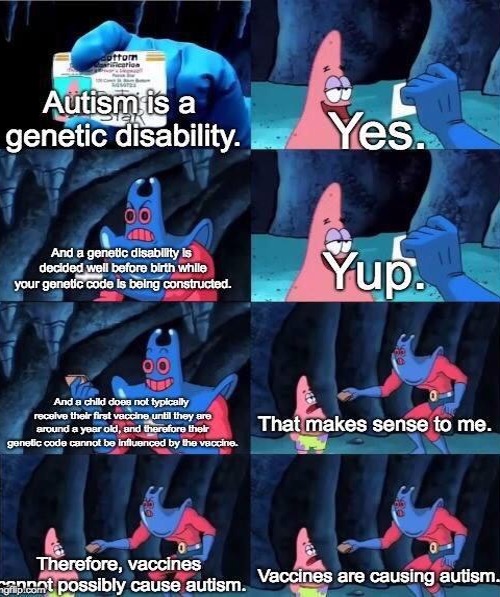 Autism is a
genetic disability.
Yes.
And a genetic disability is
decided well before birth while
your genetic code is being constructed.
Yup.
And a child does not typically
receive their first vaccine until they are
around a year old, and therefore their
genetic code cannot be influenced by the vaccine.
That makes sense to me.
Therefore, vaccines
cannot possibly cause autism.
Vaccines are causing autism.
imgflip.com